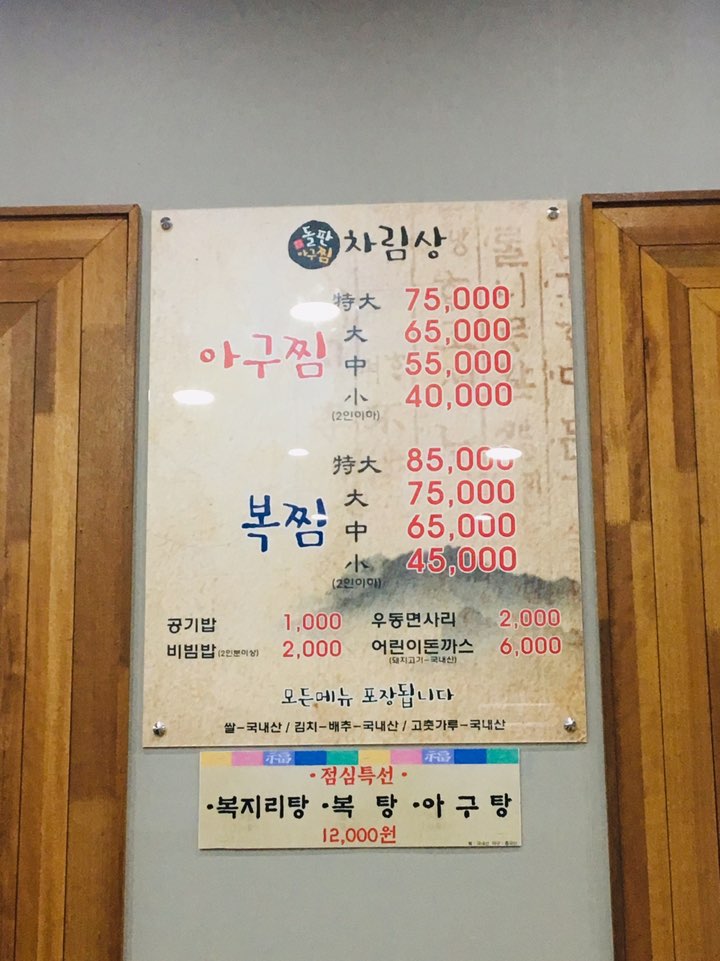 돌판
아구찜
차림상
아구찜
特大 75,000
大 65,000
中 55,000
小 40,000
(2인이하)
복찜
特大 85,000
大 75,000
中 65,000
小 45,000
(2인이하)
공기밥 1,000 우동면사리 2,000
비빔밥(2인분이상) 2,000 어린이돈까스 6,000
(돼지고기-국내산)
모든메뉴 포장됩니다
쌀-국내산 / 김치-배추-국내산 / 고춧가루-국내산
福 福
•점심특선•
•복지리탕 •복 탕 •아 구 탕
12,000원